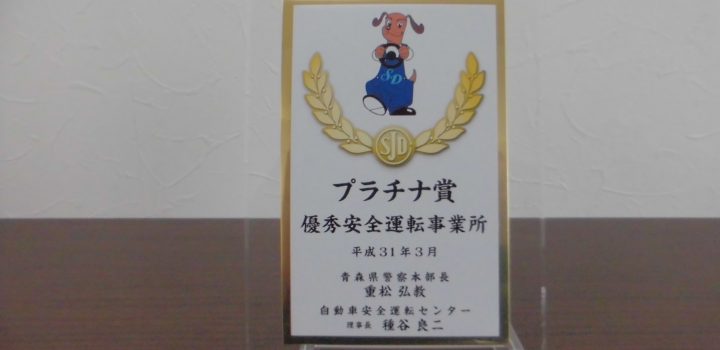 SD
SJD
プラチナ賞
優秀安全運転事業所
平成31年3月
青森県警察本部長
重松 弘教
自動車安全運転センター
理事長 種谷 良二